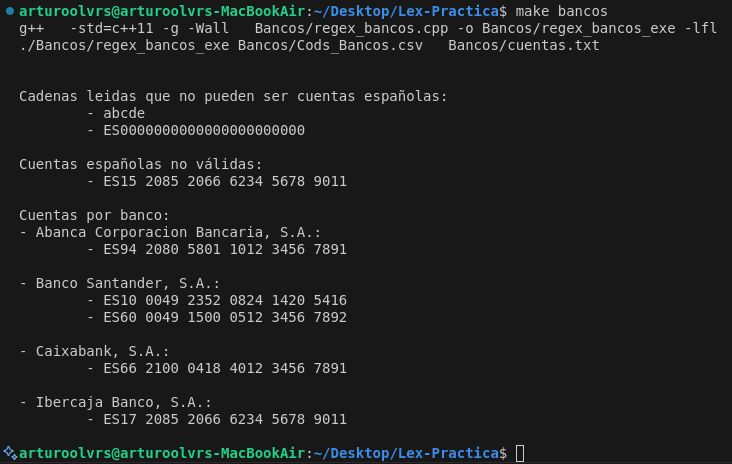 arturoolvrs@arturoolvrs-MacBookAir:~/Desktop/Lex-Practica$ make bancos
g++   -std=c++11 -g -Wall   Bancos/regex_bancos.cpp -o Bancos/regex_bancos_exe -lfl
./Bancos/regex_bancos_exe Bancos/Cods_Bancos.csv   Bancos/cuentas.txt
Cadenas leidas que no pueden ser cuentas españolas:
- abcde
- ES0000000000000000000000
Cuentas españolas no válidas:
- ES15 2085 2066 6234 5678 9011
Cuentas por banco:
- Abanca Corporacion Bancaria, S.A.:
- ES94 2080 5801 1012 3456 7891
- Banco Santander, S.A.:
- ES10 0049 2352 0824 1420 5416
- ES60 0049 1500 0512 3456 7892
- Caixabank, S.A.:
- ES66 2100 0418 4012 3456 7891
- Ibercaja Banco, S.A.:
- ES17 2085 2066 6234 5678 9011
arturoolvrs@arturoolvrs-MacBookAir:~/Desktop/Lex-Practica$